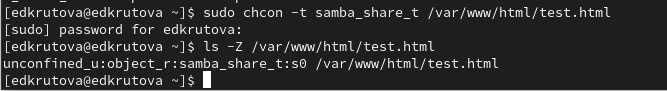 [edkrutova@edkrutova ~]$ sudo chcon -t samba_share_t /var/www/html/test.html
[sudo] password for edkrutova:
[edkrutova@edkrutova ~]$ ls -Z /var/www/html/test.html
unconfined_u:object_r:samba_share_t:s0 /var/www/html/test.html
[edkrutova@edkrutova ~]$